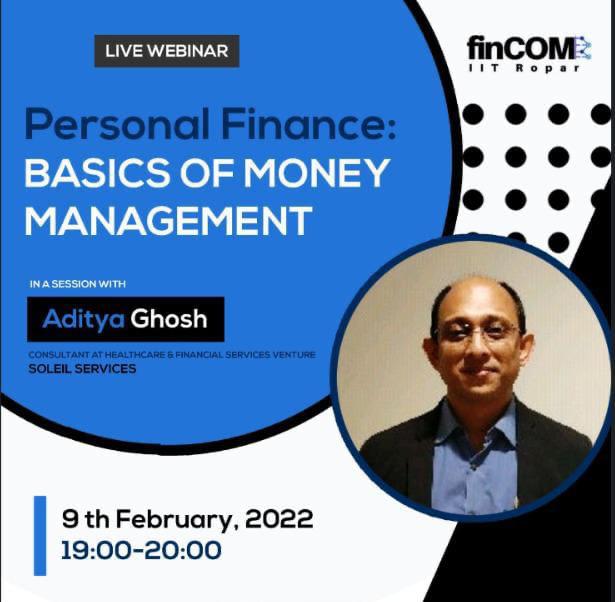 LIVE WEBINAR
finCOM
IIT Ropar
Personal Finance:
BASICS OF MONEY
MANAGEMENT
IN A SESSION WITH
Aditya Ghosh
CONSULTANT AT HEALTHCARE & FINANCIAL SERVICES VENTURE
SOLEIL SERVICES
9 th February, 2022
19:00-20:00